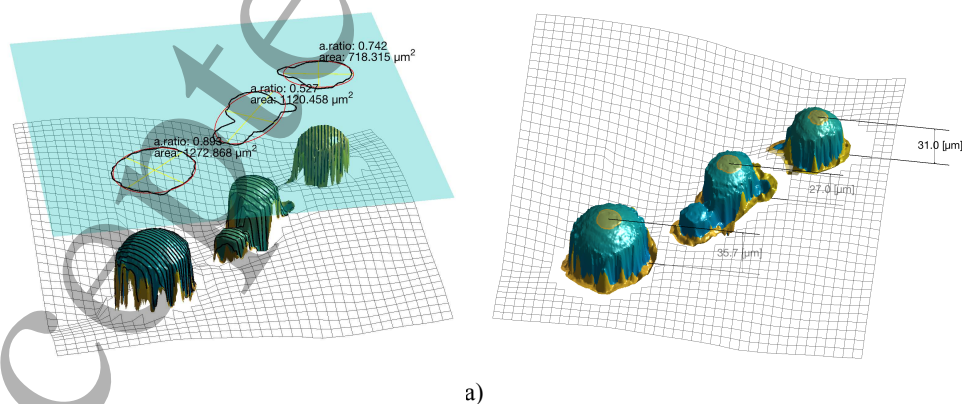 a.ratio: 0.742
area: 718.315 µm²
a.ratio: 0.527
area: 1120.458 µm²
a.ratio: 0.893
area: 1272.868 µm²
31.0 [µm]
27.0 [µm]
35.7 [µm]
a)